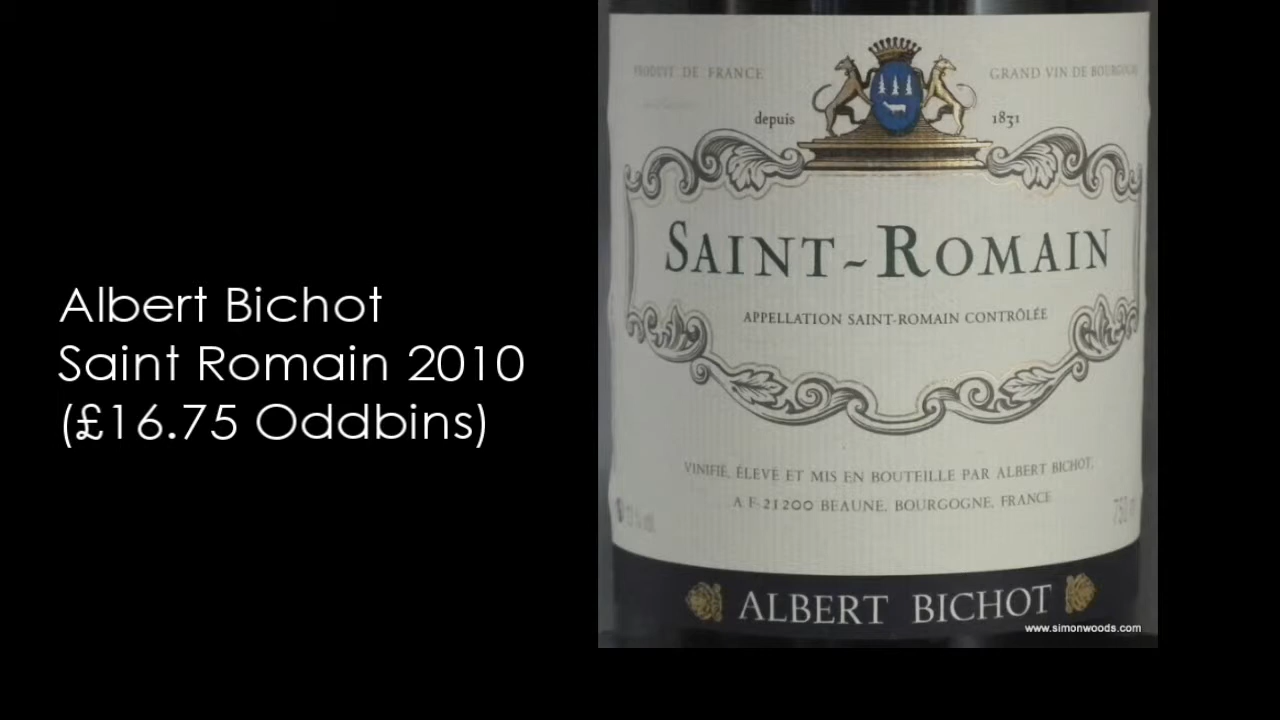 Albert Bichot
Saint Romain 2010
(£16.75 Oddbins)
PRODUIT DE FRANCE
GRAND VIN DE BOURGOGNE
depuis 1831
SAINT~ROMAIN
APPELLATION SAINT-ROMAIN CONTRÔLÉE
VINIFIÉ, ÉLEVÉ ET MIS EN BOUTEILLE PAR ALBERT BICHOT,
A F-21200 BEAUNE, BOURGOGNE, FRANCE
ALBERT BICHOT
www.simonwoods.com